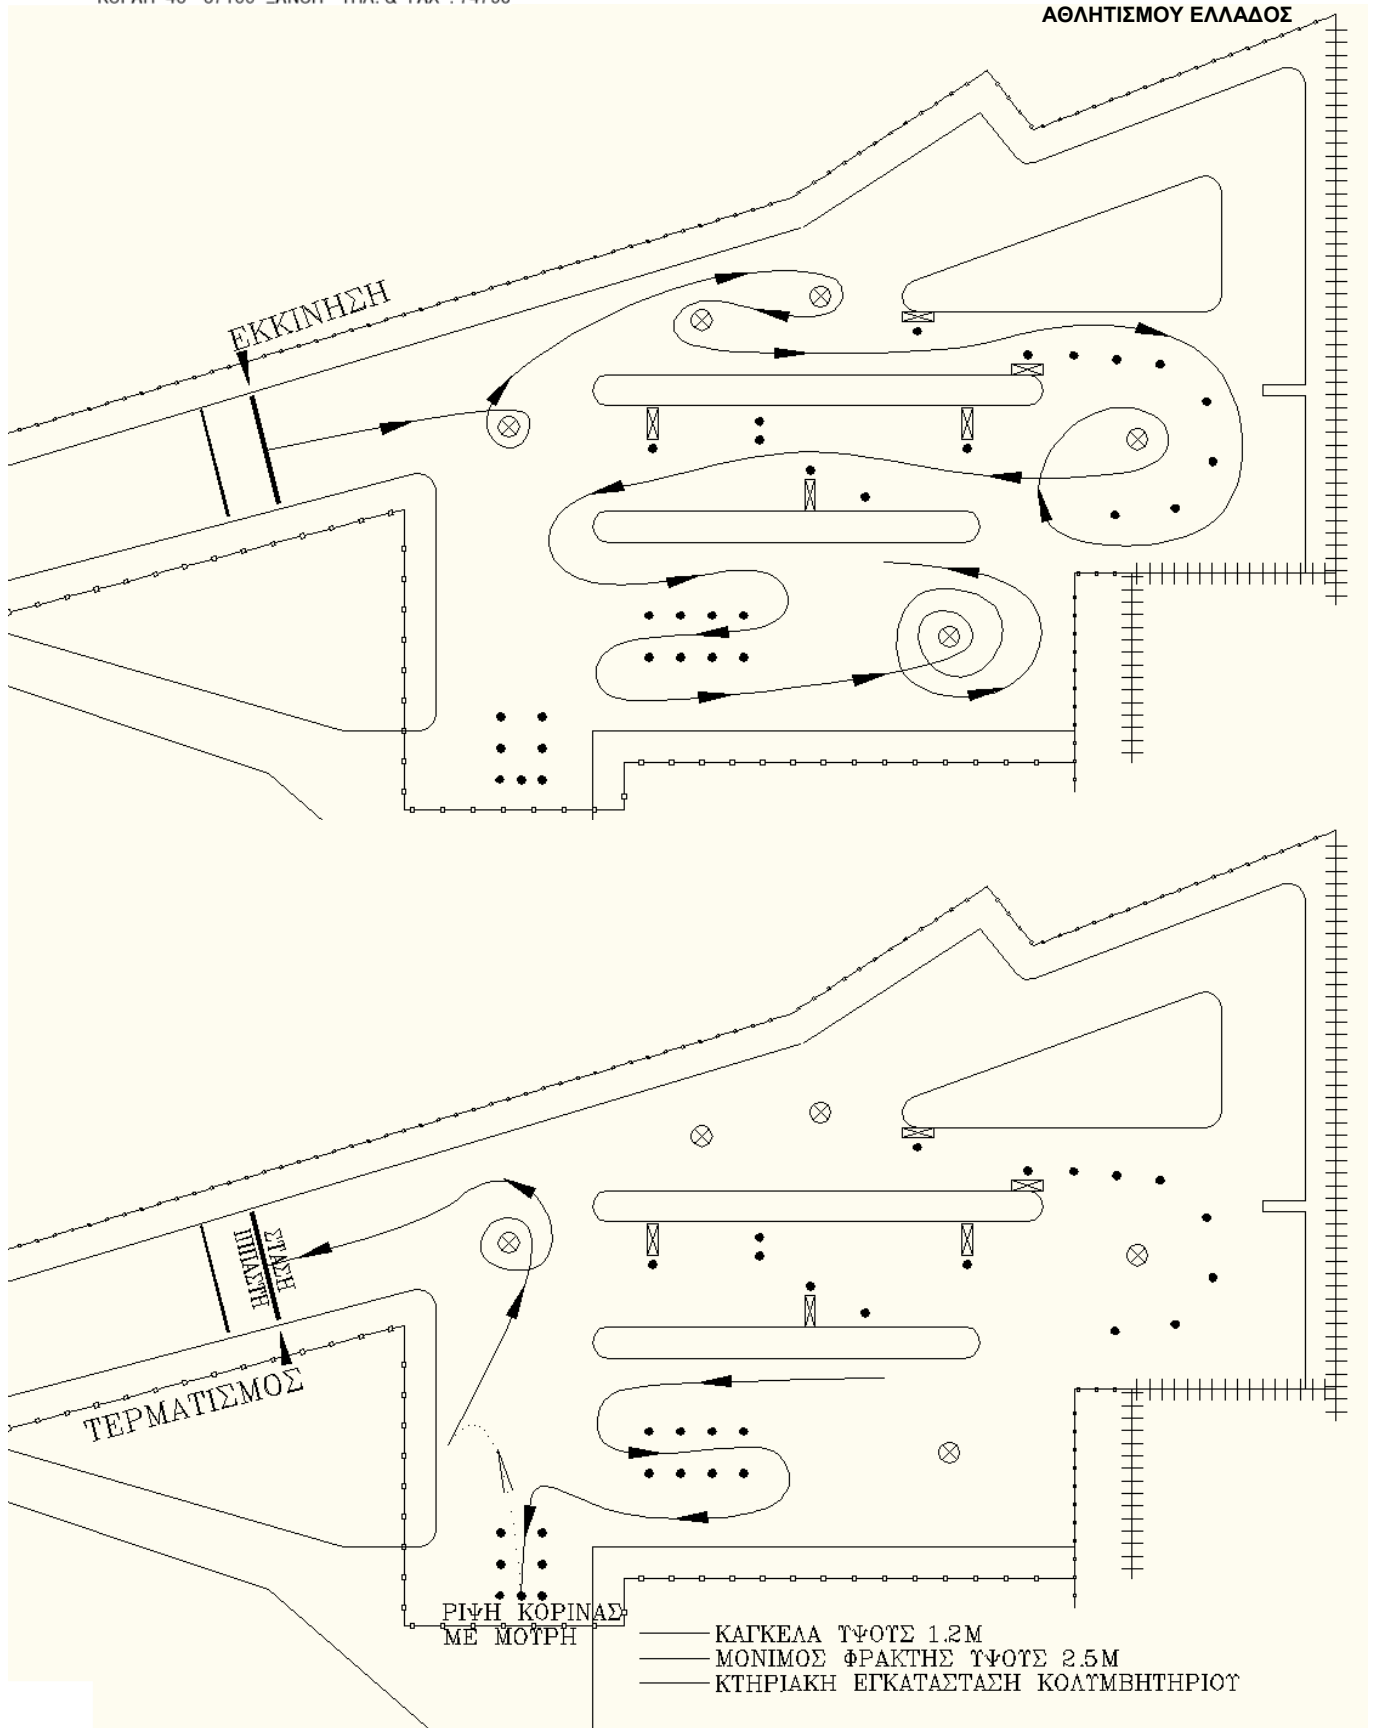 ΑΘΛΗΤΙΣΜΟΥ ΕΛΛΑΔΟΣ
ΕΚΚΙΝΗΣΗ
ΣΤΑΣΗ
ΙΠΠΑΣΤΗ
ΤΕΡΜΑΤΙΣΜΟΣ
ΡΙΨΗ ΚΟΡΙΝΑΣ
ΜΕ ΜΟΥΡΗ
ΚΑΓΚΕΛΑ ΥΨΟΥΣ 1.2Μ
ΜΟΝΙΜΟΣ ΦΡΑΚΤΗΣ ΥΨΟΥΣ 2.5Μ
ΚΤΗΡΙΑΚΗ ΕΓΚΑΤΑΣΤΑΣΗ ΚΟΛΥΜΒΗΤΗΡΙΟΥ